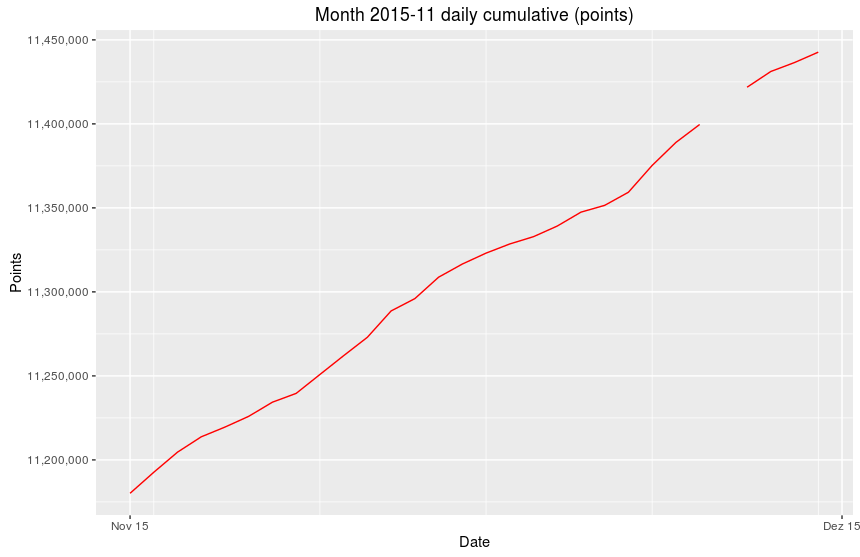 Month 2015-11 daily cumulative (points)
11,450,000
11,400,000
11,350,000
11,300,000
11,250,000
11,200,000
Points
Nov 15
Dez 15
Date